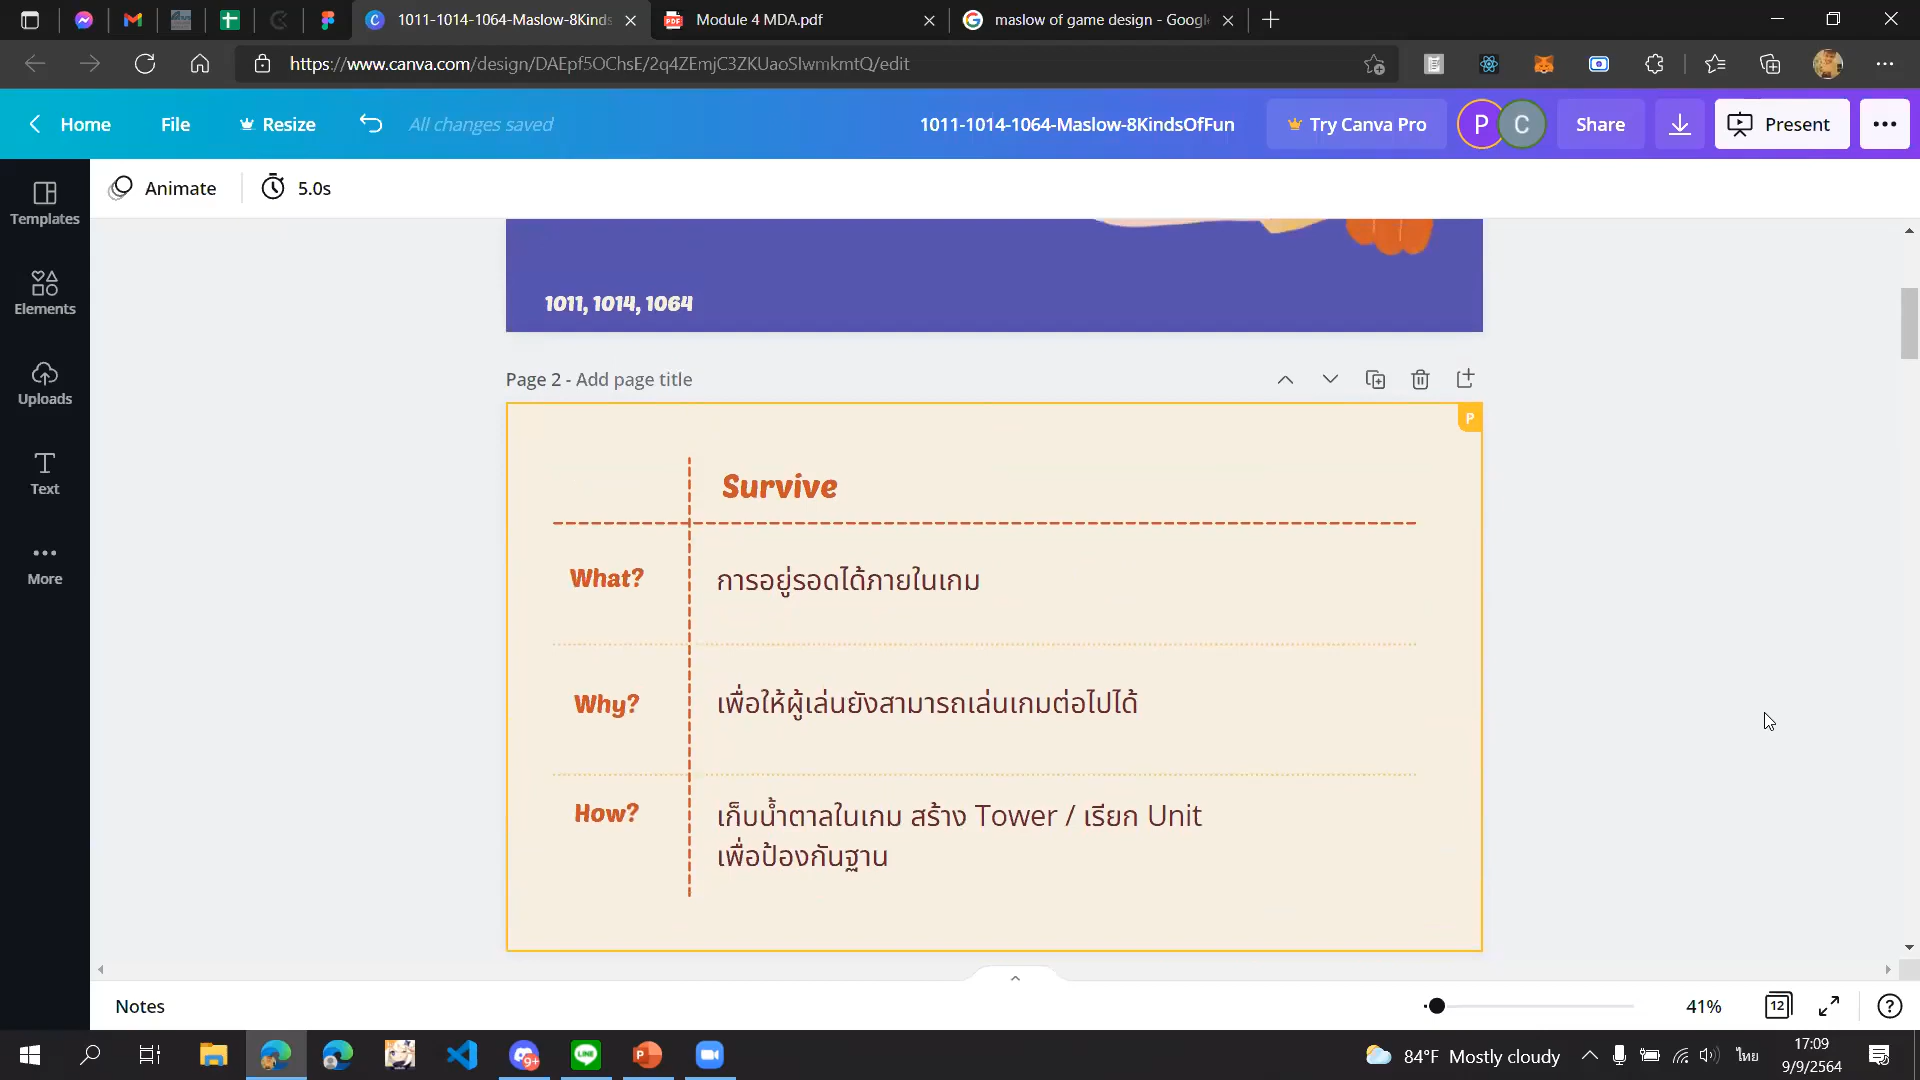 1011-1014-1064-Maslow-8Kinds
Module 4 MDA.pdf
maslow of game design - Googl
https://www.canva.com/design/DAEpf5OChsE/2q4ZEmjC3ZKUaoSlwmkmtQ/edit
Home
File
Resize
All changes saved
1011-1014-1064-Maslow-8KindsOfFun
Try Canva Pro
P
C
Share
Present
Templates
Elements
Uploads
Text
More
Animate
5.0s
1011, 1014, 1064
Page 2 - Add page title
P
Survive
What?
การอยู่รอดได้ภายในเกม
Why?
เพื่อให้ผู้เล่นยังสามารถเล่นเกมต่อไปได้
How?
เก็บน้ำตาลในเกม สร้าง Tower / เรียก Unit
เพื่อป้องกันฐาน
Notes
41%
12
84°F Mostly cloudy
ไทย
17:09
9/9/2564